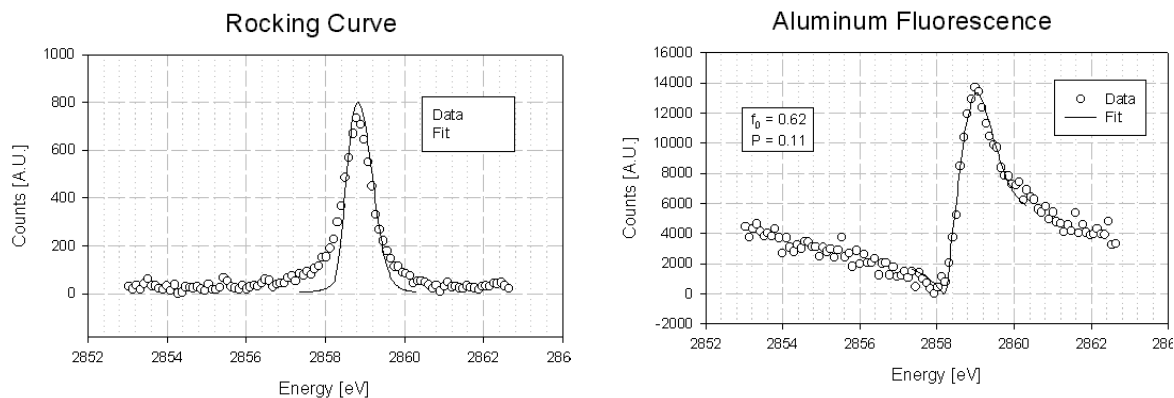 Rocking Curve
Counts [A.U.]
1000
800
600
400
200
0
Data
Fit
2852 2854 2856 2858 2860 2862 286
Energy [eV]
Aluminum Fluorescence
Counts [A.U.]
16000
14000
12000
10000
8000
6000
4000
2000
0
-2000
f0 = 0.62
P = 0.11
Data
Fit
2852 2854 2856 2858 2860 2862 286
Energy [eV]